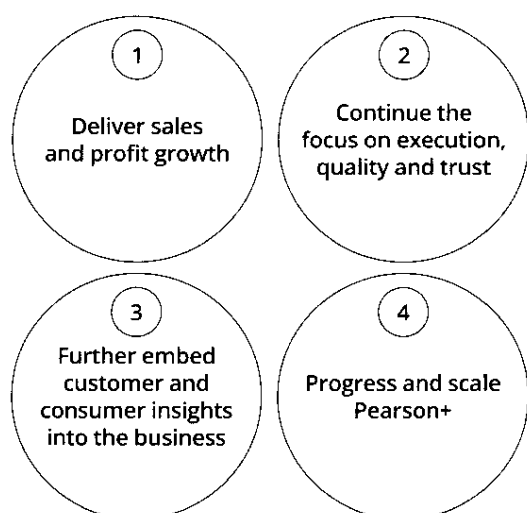 1
Deliver sales
and profit growth
2
Continue the
focus on execution,
quality and trust
3
Further embed
customer and
consumer insights
into the business
4
Progress and scale
Pearson+